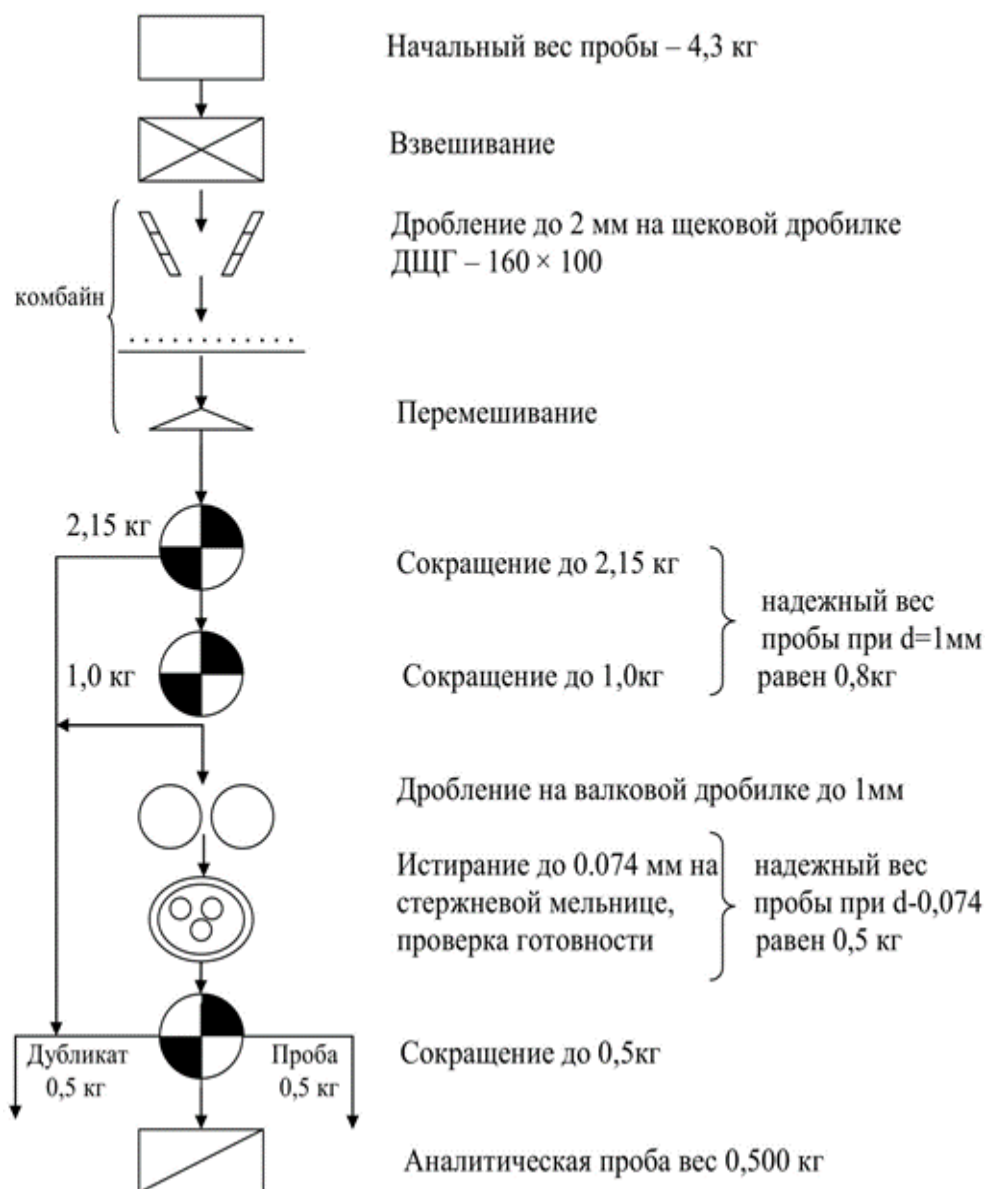 Начальный вес пробы – 4,3 кг
Взвешивание
Дробление до 2 мм на щековой дробилке
ДЩГ – 160 × 100
комбайн
Перемешивание
2,15 кг
Сокращение до 2,15 кг
надежный вес
пробы при d=1мм
равен 0,8кг
1,0 кг
Сокращение до 1,0кг
Дробление на валковой дробилке до 1мм
Истирание до 0.074 мм на
стержневой мельнице,
проверка готовности
надежный вес
пробы при d-0,074
равен 0,5 кг
Дубликат
0,5 кг
Проба
0,5 кг
Сокращение до 0,5кг
Аналитическая проба вес 0,500 кг